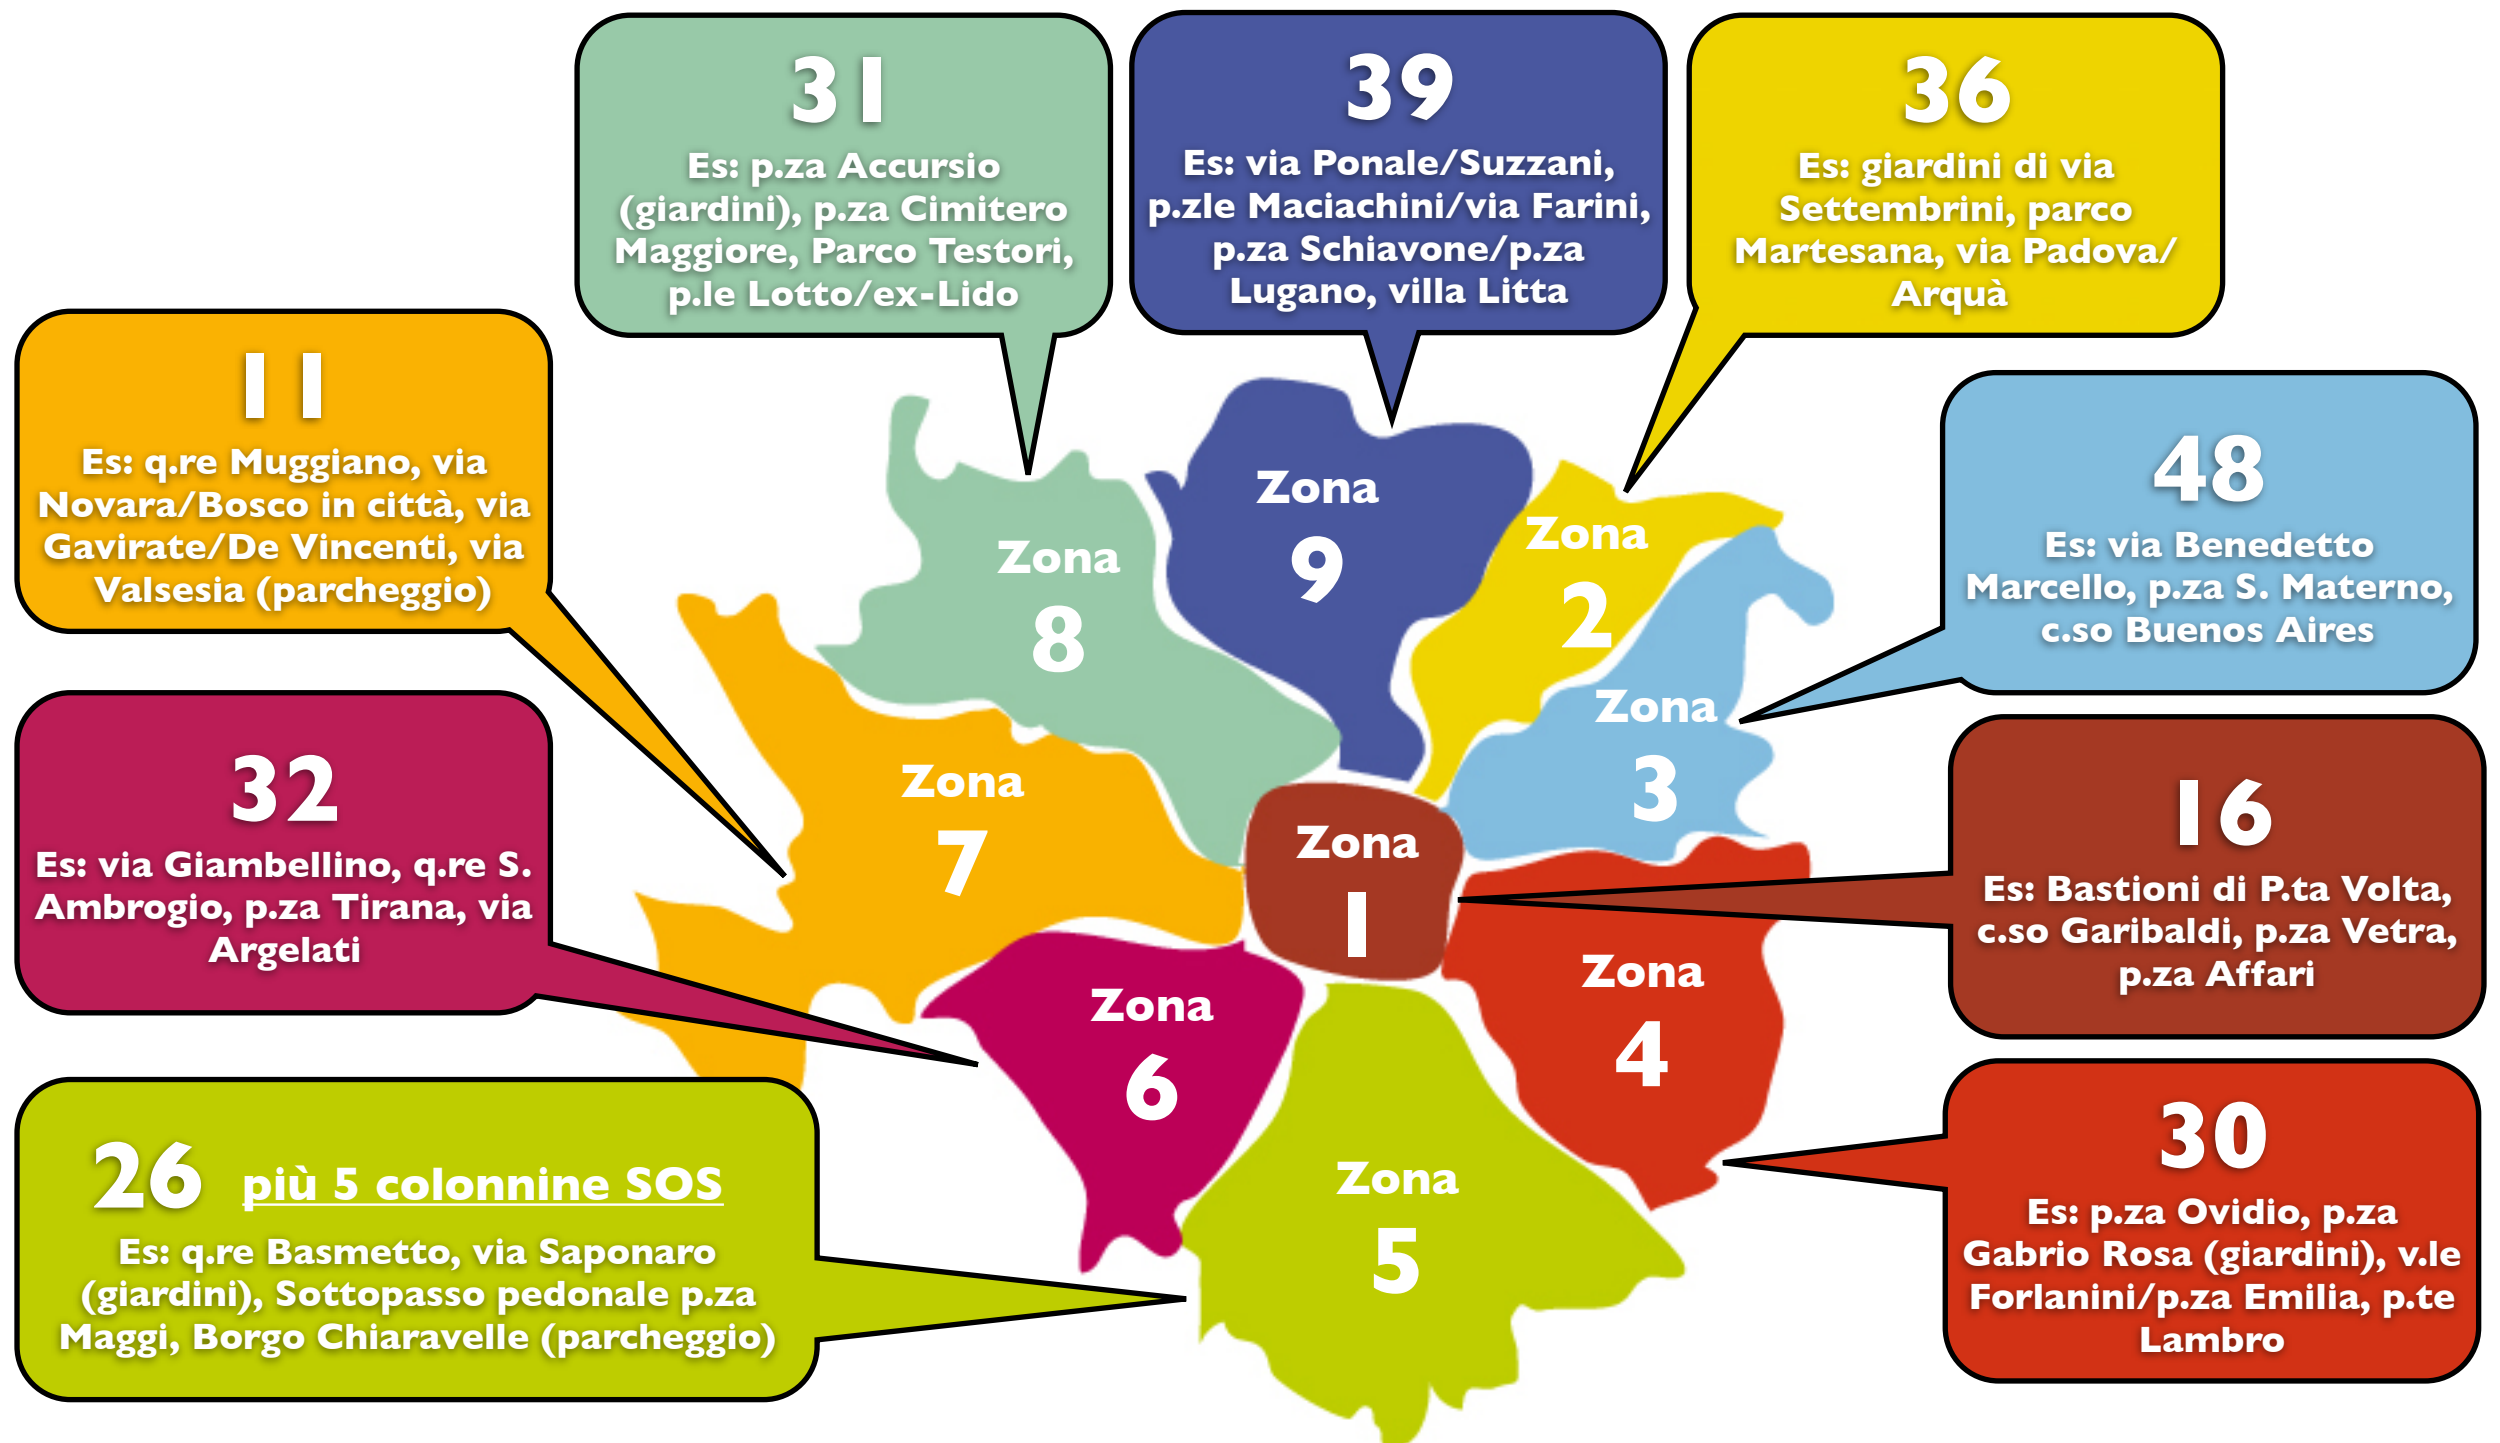 31
Es: p.za Accursio
(giardini), p.za Cimitero
Maggiore, Parco Testori,
p.le Lotto/ex-Lido
39
Es: via Ponale/Suzzani,
p.zle Maciachini/via Farini,
p.za Schiavone/p.za
Lugano, villa Litta
36
Es: giardini di via
Settembrini, parco
Martesana, via Padova/
Arquà
11
Es: q.re Muggiano, via
Novara/Bosco in città, via
Gavirate/De Vincenti, via
Valsesia (parcheggio)
48
Es: via Benedetto
Marcello, p.za S. Materno,
c.so Buenos Aires
32
Es: via Giambellino, q.re S.
Ambrogio, p.za Tirana, via
Argelati
16
Es: Bastioni di P.ta Volta,
c.so Garibaldi, p.za Vetra,
p.za Affari
26 più 5 colonnine SOS
Es: q.re Basmetto, via Saponaro
(giardini), Sottopasso pedonale p.za
Maggi, Borgo Chiaravelle (parcheggio)
30
Es: p.za Ovidio, p.za
Gabrio Rosa (giardini), v.le
Forlanini/p.za Emilia, p.te
Lambro
Zona
9
Zona
2
Zona
8
Zona
3
Zona
7
Zona
1
Zona
4
Zona
6
Zona
5